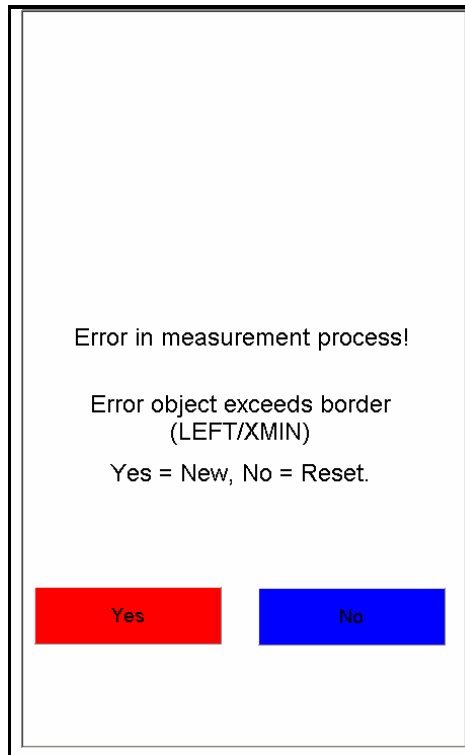 Error in measurement process!
Error object exceeds border
(LEFT/XMIN)
Yes = New, No = Reset.
Yes
No